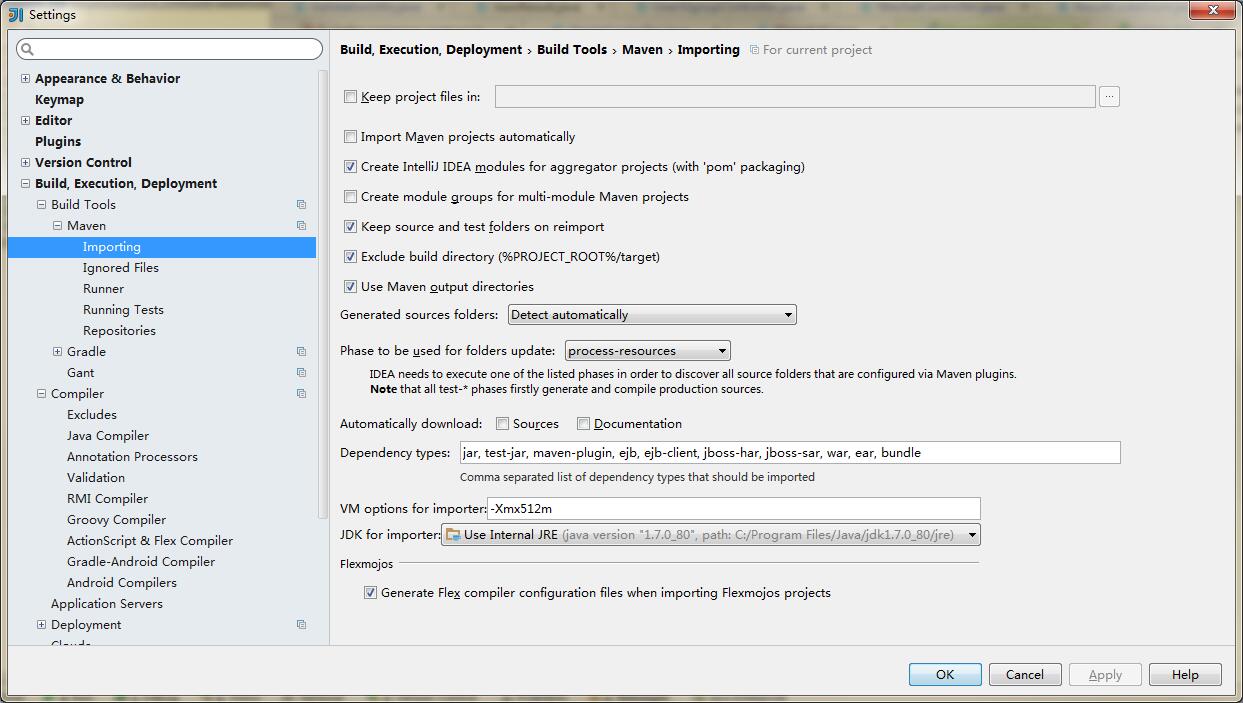 Settings
Appearance & Behavior
Keymap
Editor
Plugins
Version Control
Build, Execution, Deployment
Build Tools
Maven
Importing
Ignored Files
Runner
Running Tests
Repositories
Gradle
Gant
Compiler
Excludes
Java Compiler
Annotation Processors
Validation
RMI Compiler
Groovy Compiler
ActionScript & Flex Compiler
Gradle-Android Compiler
Android Compilers
Application Servers
Deployment
Build, Execution, Deployment › Build Tools › Maven › Importing For current project
Keep project files in: ...
Import Maven projects automatically
Create IntelliJ IDEA modules for aggregator projects (with 'pom' packaging)
Create module groups for multi-module Maven projects
Keep source and test folders on reimport
Exclude build directory (%PROJECT_ROOT%/target)
Use Maven output directories
Generated sources folders: Detect automatically
Phase to be used for folders update: process-resources
IDEA needs to execute one of the listed phases in order to discover all source folders that are configured via Maven plugins.
Note that all test-* phases firstly generate and compile production sources.
Automatically download: Sources Documentation
Dependency types: jar, test-jar, maven-plugin, ejb, ejb-client, jboss-har, jboss-sar, war, ear, bundle
Comma separated list of dependency types that should be imported
VM options for importer: -Xmx512m
JDK for importer: Use Internal JRE (java version "1.7.0_80", path: C:/Program Files/Java/jdk1.7.0_80/jre)
Flexmojos
Generate Flex compiler configuration files when importing Flexmojos projects
OK Cancel Apply Help